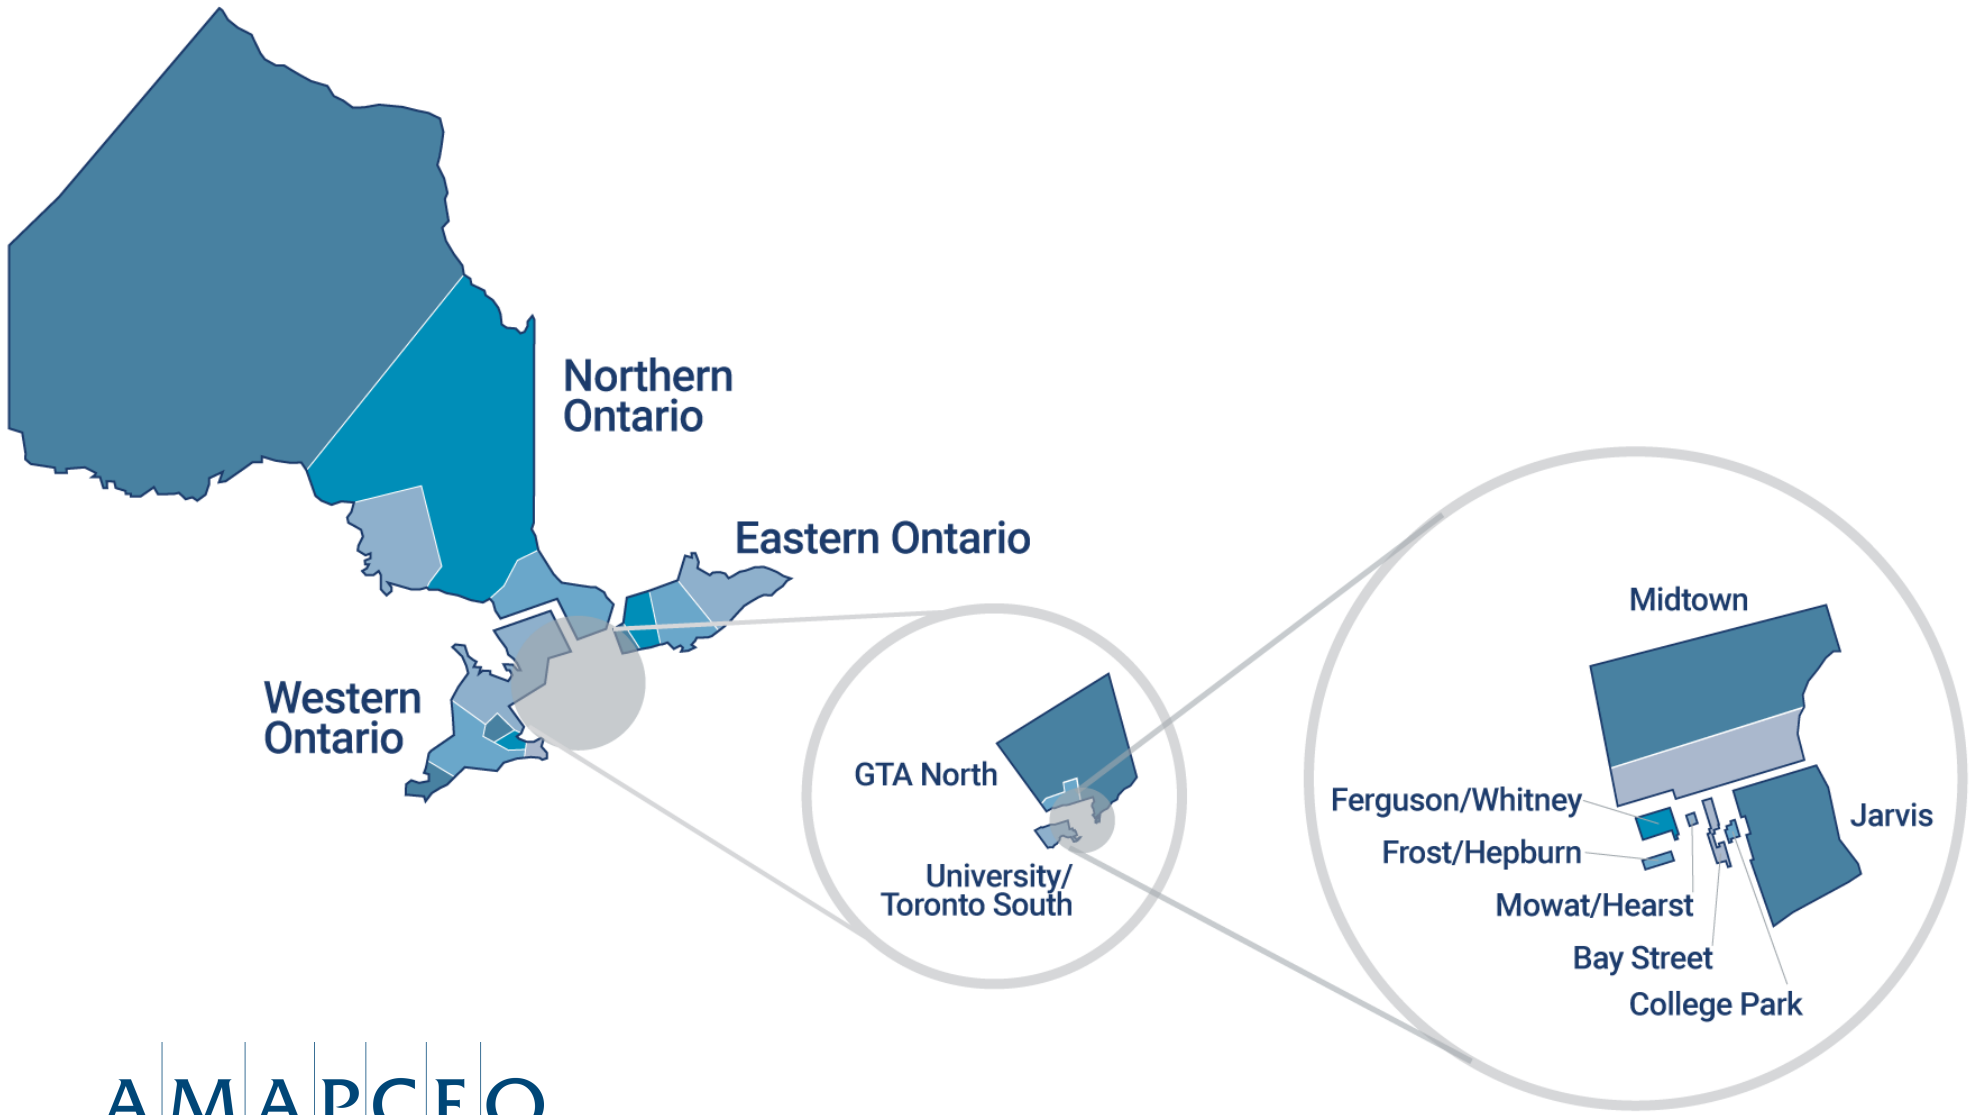 Northern
Ontario
Eastern Ontario
Western
Ontario
GTA North
University/
Toronto South
Midtown
Ferguson/Whitney
Jarvis
Frost/Hepburn
Mowat/Hearst
Bay Street
College Park
AMAPCEO